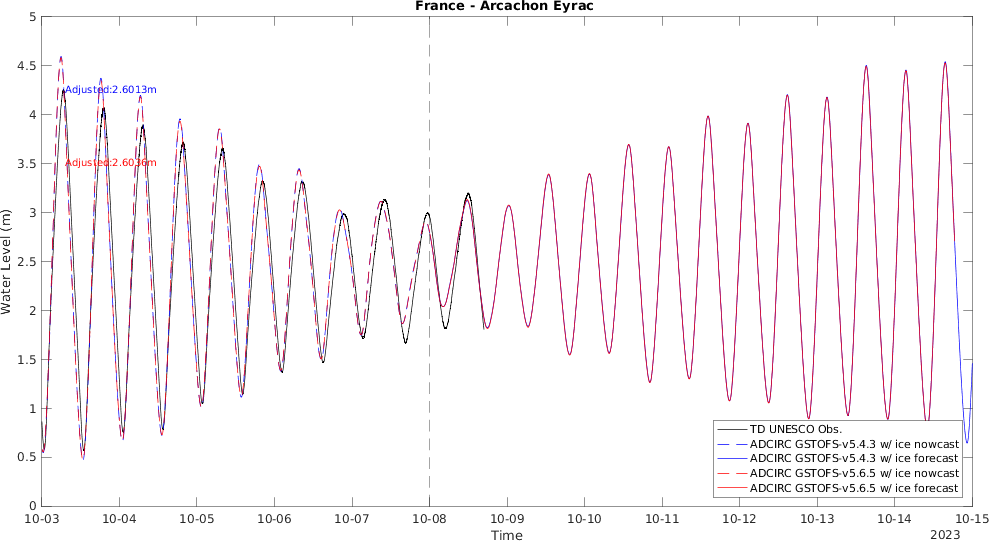 France - Arcachon Eyrac
5
4.5
4
3.5
3
2.5
2
1.5
1
0.5
0
Water Level (m)
Adjusted:2.6013m
Adjusted:2.6036m
TD UNESCO Obs.
ADCIRC GSTOFS-v5.4.3 w/ ice nowcast
ADCIRC GSTOFS-v5.4.3 w/ ice forecast
ADCIRC GSTOFS-v5.6.5 w/ ice nowcast
ADCIRC GSTOFS-v5.6.5 w/ ice forecast
10-03 10-04 10-05 10-06 10-07 10-08 10-09 10-10 10-11 10-12 10-13 10-14 10-15
Time
2023